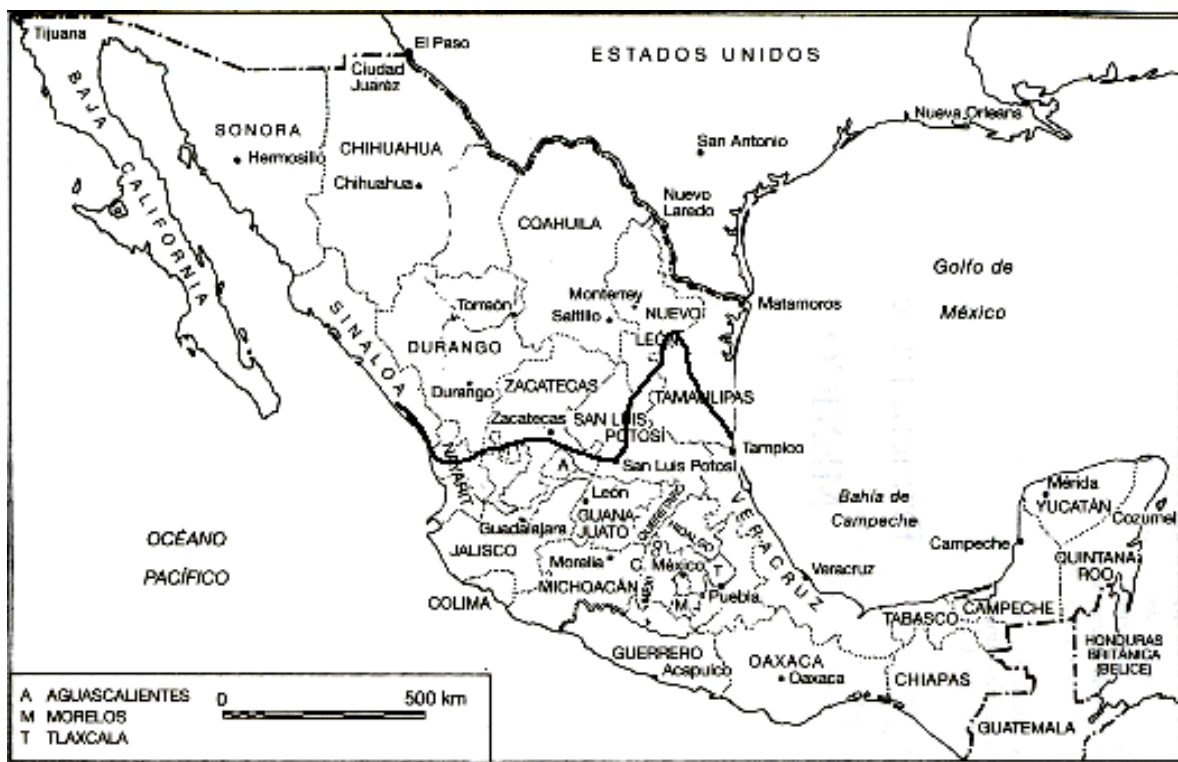 Tijuana
El Paso
ESTADOS UNIDOS
Ciudad
Juaréz
BAJA
CALIFORNIA
SONORA
Hermosillo
CHIHUAHUA
Chihuahua
Nueva Orleans
San Antonio
Nuevo
Laredo
COAHUILA
Golfo de
México
SINALOA
Torreón
Monterrey
Saltillo
NUEVO
LEÓN
Matamoros
DURANGO
Durango
ZACATECAS
Zacatecas
SAN LUIS
POTOSÍ
TAMAULIPAS
Tampico
NAYARIT
A
San Luis Potosí
León
GUANA-
JUATO
QUERETARO
HIDALGO
VERACRUZ
Bahía de
Campeche
Mérida
YUCATÁN
Cozumel
OCÉANO
PACÍFICO
Guadalajara
JALISCO
Morelia
MICHOACÁN
C. México
T
M
Puebla
Veracruz
Campeche
QUINTANA
ROO
COLIMA
TABASCO
CAMPECHE
GUERRERO
Acapulco
OAXACA
Oaxaca
CHIAPAS
HONDURAS
BRITÁNICA
(BELICE)
GUATEMALA
A AGUASCALIENTES
M MORELOS
T TLAXCALA
0 500 km